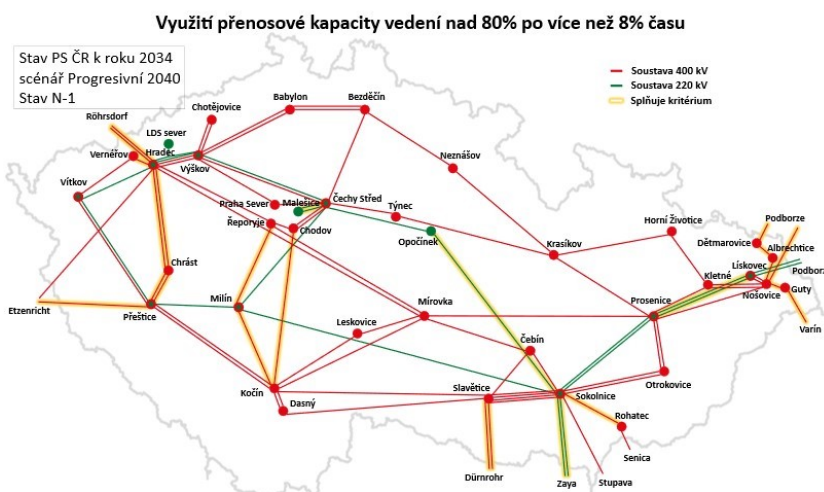 Využití přenosové kapacity vedení nad 80% po více než 8% času
Stav PS ČR k roku 2034
scénář Progresivní 2040
Stav N-1
Soustava 400 kV
Soustava 220 kV
Splňuje kritérium
Röhrsdorf
Chotějovice
Babylon
Bezděčín
LDS sever
Vernéřov
Hradec
Výškov
Neznášov
Vítkov
Praha Sever
Malešice
Čechy Střed
Týnec
Řeporyje
Chodov
Opočínek
Horní Životice
Podborze
Dětmarovice
Albrechtice
Krasíkov
Lískovec
Podborz
Kletné
Nošovice
Guty
Chrást
Etzenricht
Přeštice
Milín
Mírovka
Prosenice
Varín
Leskovice
Čebín
Kočín
Dasný
Slavětice
Sokolnice
Otrokovice
Rohatec
Senica
Dürnrohr
Zaya
Stupava